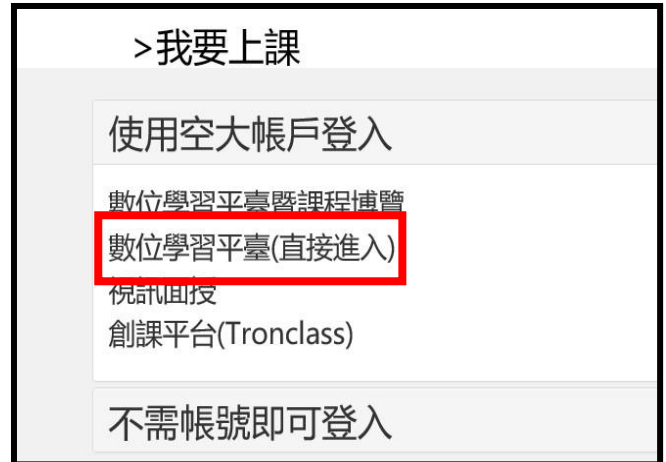 >我要上課
使用空大帳戶登入
數位學習平臺暨課程博覽
數位學習平臺(直接進入)
視訊面授
創課平台(Tronclass)
不需帳號即可登入